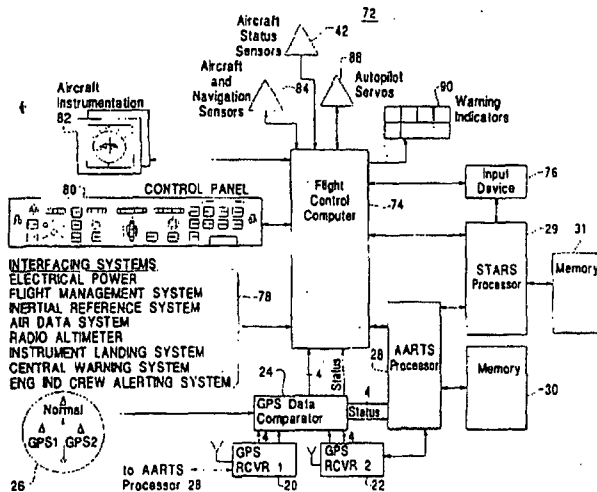 72
Aircraft
Status
Sensors
42
88
Aircraft
and
Navigation
Sensors
84
Autopilot
Servos
90
Warning
Indicators
Aircraft
Instrumentation
82
80
CONTROL PANEL
Flight
Control
Computer
74
Input
Device
76
29
31
STARS
Processor
Memory
INTERFACING SYSTEMS
ELECTRICAL POWER
FLIGHT MANAGEMENT SYSTEM
INERTIAL REFERENCE SYSTEM
AIR DATA SYSTEM
RADIO ALTIMETER
INSTRUMENT LANDING SYSTEM
CENTRAL WARNING SYSTEM
ENG IND CREW ALERTING SYSTEM
78
4
Status
28
AARTS
Processor
Memory
30
24
GPS Data
Comparator
4
Status
Normal
GPS1
GPS2
26
4
4
GPS
RCVR 1
GPS
RCVR 2
to AARTS
Processor 28
20
22